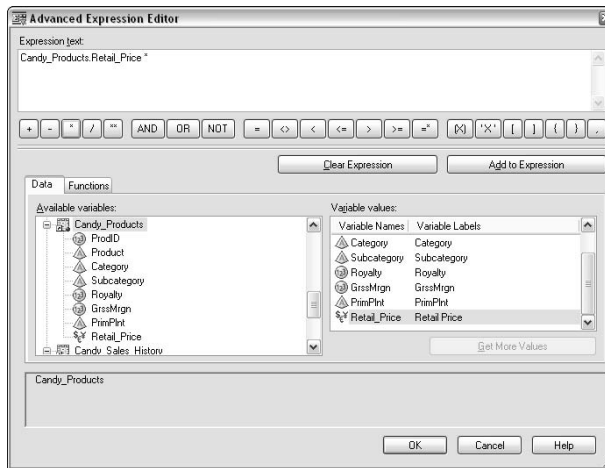 Advanced Expression Editor
Expression text:
Candy_Products.Retail_Price *
+ - * / ** AND OR NOT = <> < <= > >= =* (X) 'X' [ ] { } ,
Clear Expression Add to Expression
Data Functions
Available variables:
Candy_Products
ProdID
Product
Category
Subcategory
Royalty
GrssMrgn
PrimPlnt
Retail_Price
Candy_Sales_History
Variable values:
Variable Names Variable Labels
Category Category
Subcategory Subcategory
Royalty Royalty
GrssMrgn GrssMrgn
PrimPlnt PrimPlnt
Retail_Price Retail Price
Get More Values
Candy_Products
OK Cancel Help